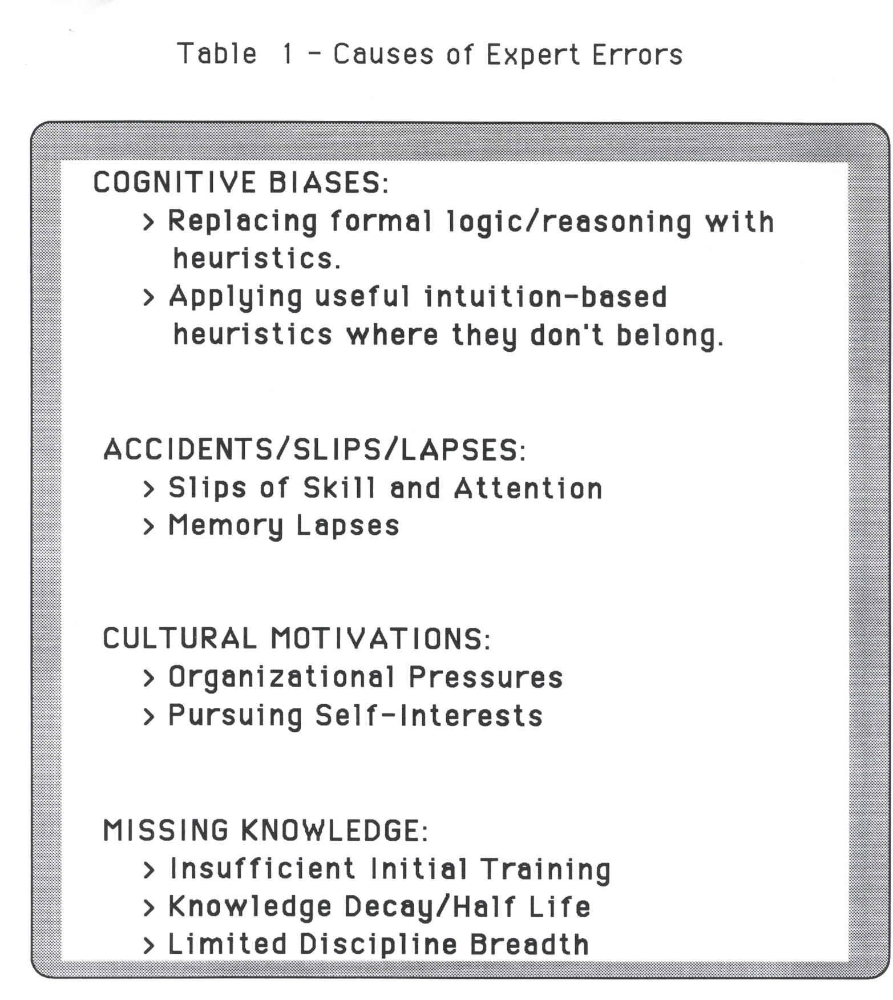 Table 1 - Causes of Expert Errors
COGNITIVE BIASES:
> Replacing formal logic/reasoning with
heuristics.
> Applying useful intuition-based
heuristics where they don't belong.
ACCIDENTS/SLIPS/LAPSES:
> Slips of Skill and Attention
> Memory Lapses
CULTURAL MOTIVATIONS:
> Organizational Pressures
> Pursuing Self-Interests
MISSING KNOWLEDGE:
> Insufficient Initial Training
> Knowledge Decay/Half Life
> Limited Discipline Breadth